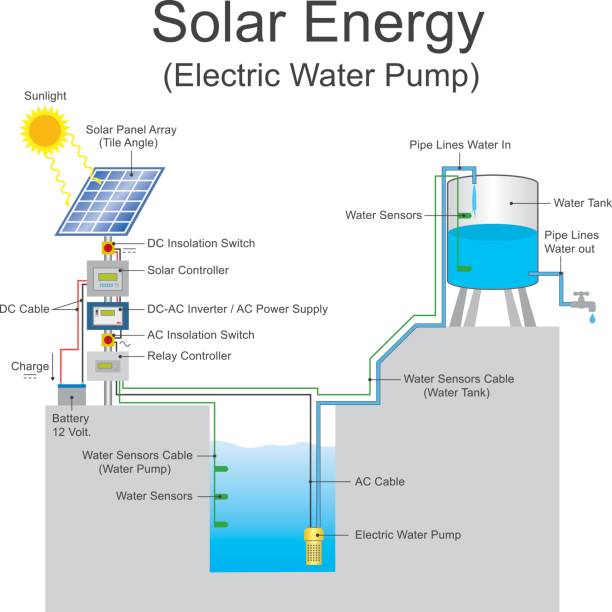 Solar Energy
(Electric Water Pump)
Sunlight
Solar Panel Array
(Tile Angle)
Pipe Lines Water In
Water Tank
Water Sensors
Pipe Lines
Water out
DC Insolation Switch
Solar Controller
DC Cable
DC-AC Inverter / AC Power Supply
AC Insolation Switch
Relay Controller
Charge
Battery
12 Volt.
Water Sensors Cable
(Water Tank)
Water Sensors Cable
(Water Pump)
AC Cable
Water Sensors
Electric Water Pump